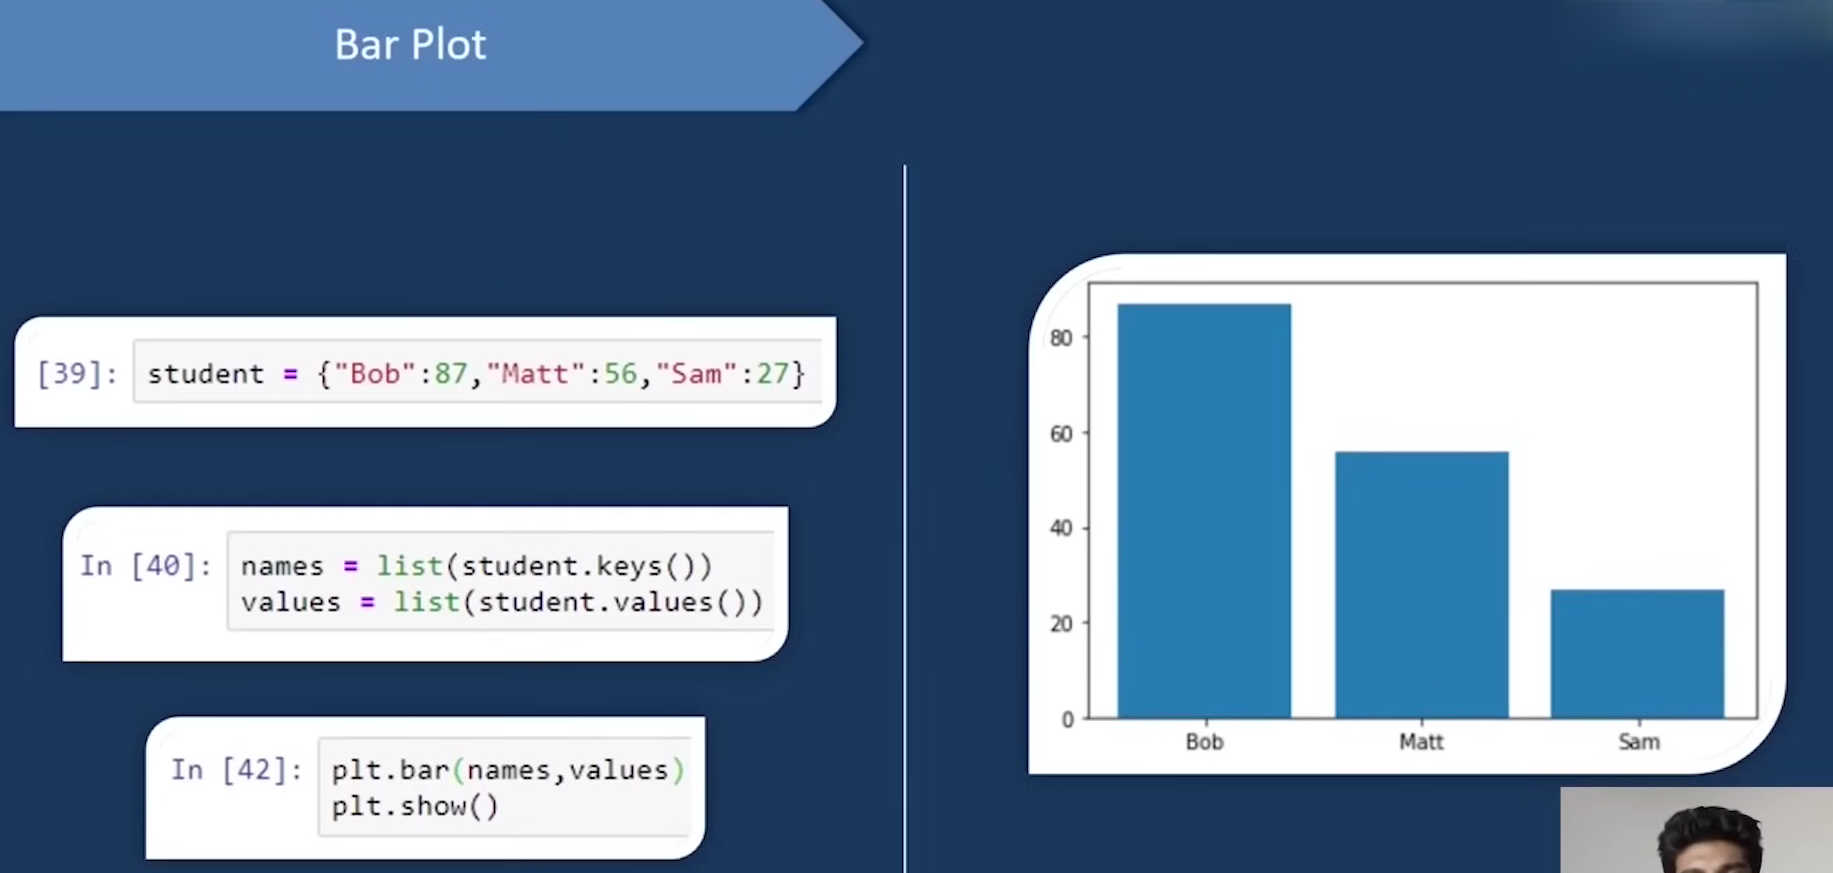 Bar Plot
[39]: student = {"Bob":87,"Matt":56,"Sam":27}
In [40]: names = list(student.keys())
values = list(student.values())
In [42]: plt.bar(names,values)
plt.show()
80
60
40
20
0
Bob Matt Sam